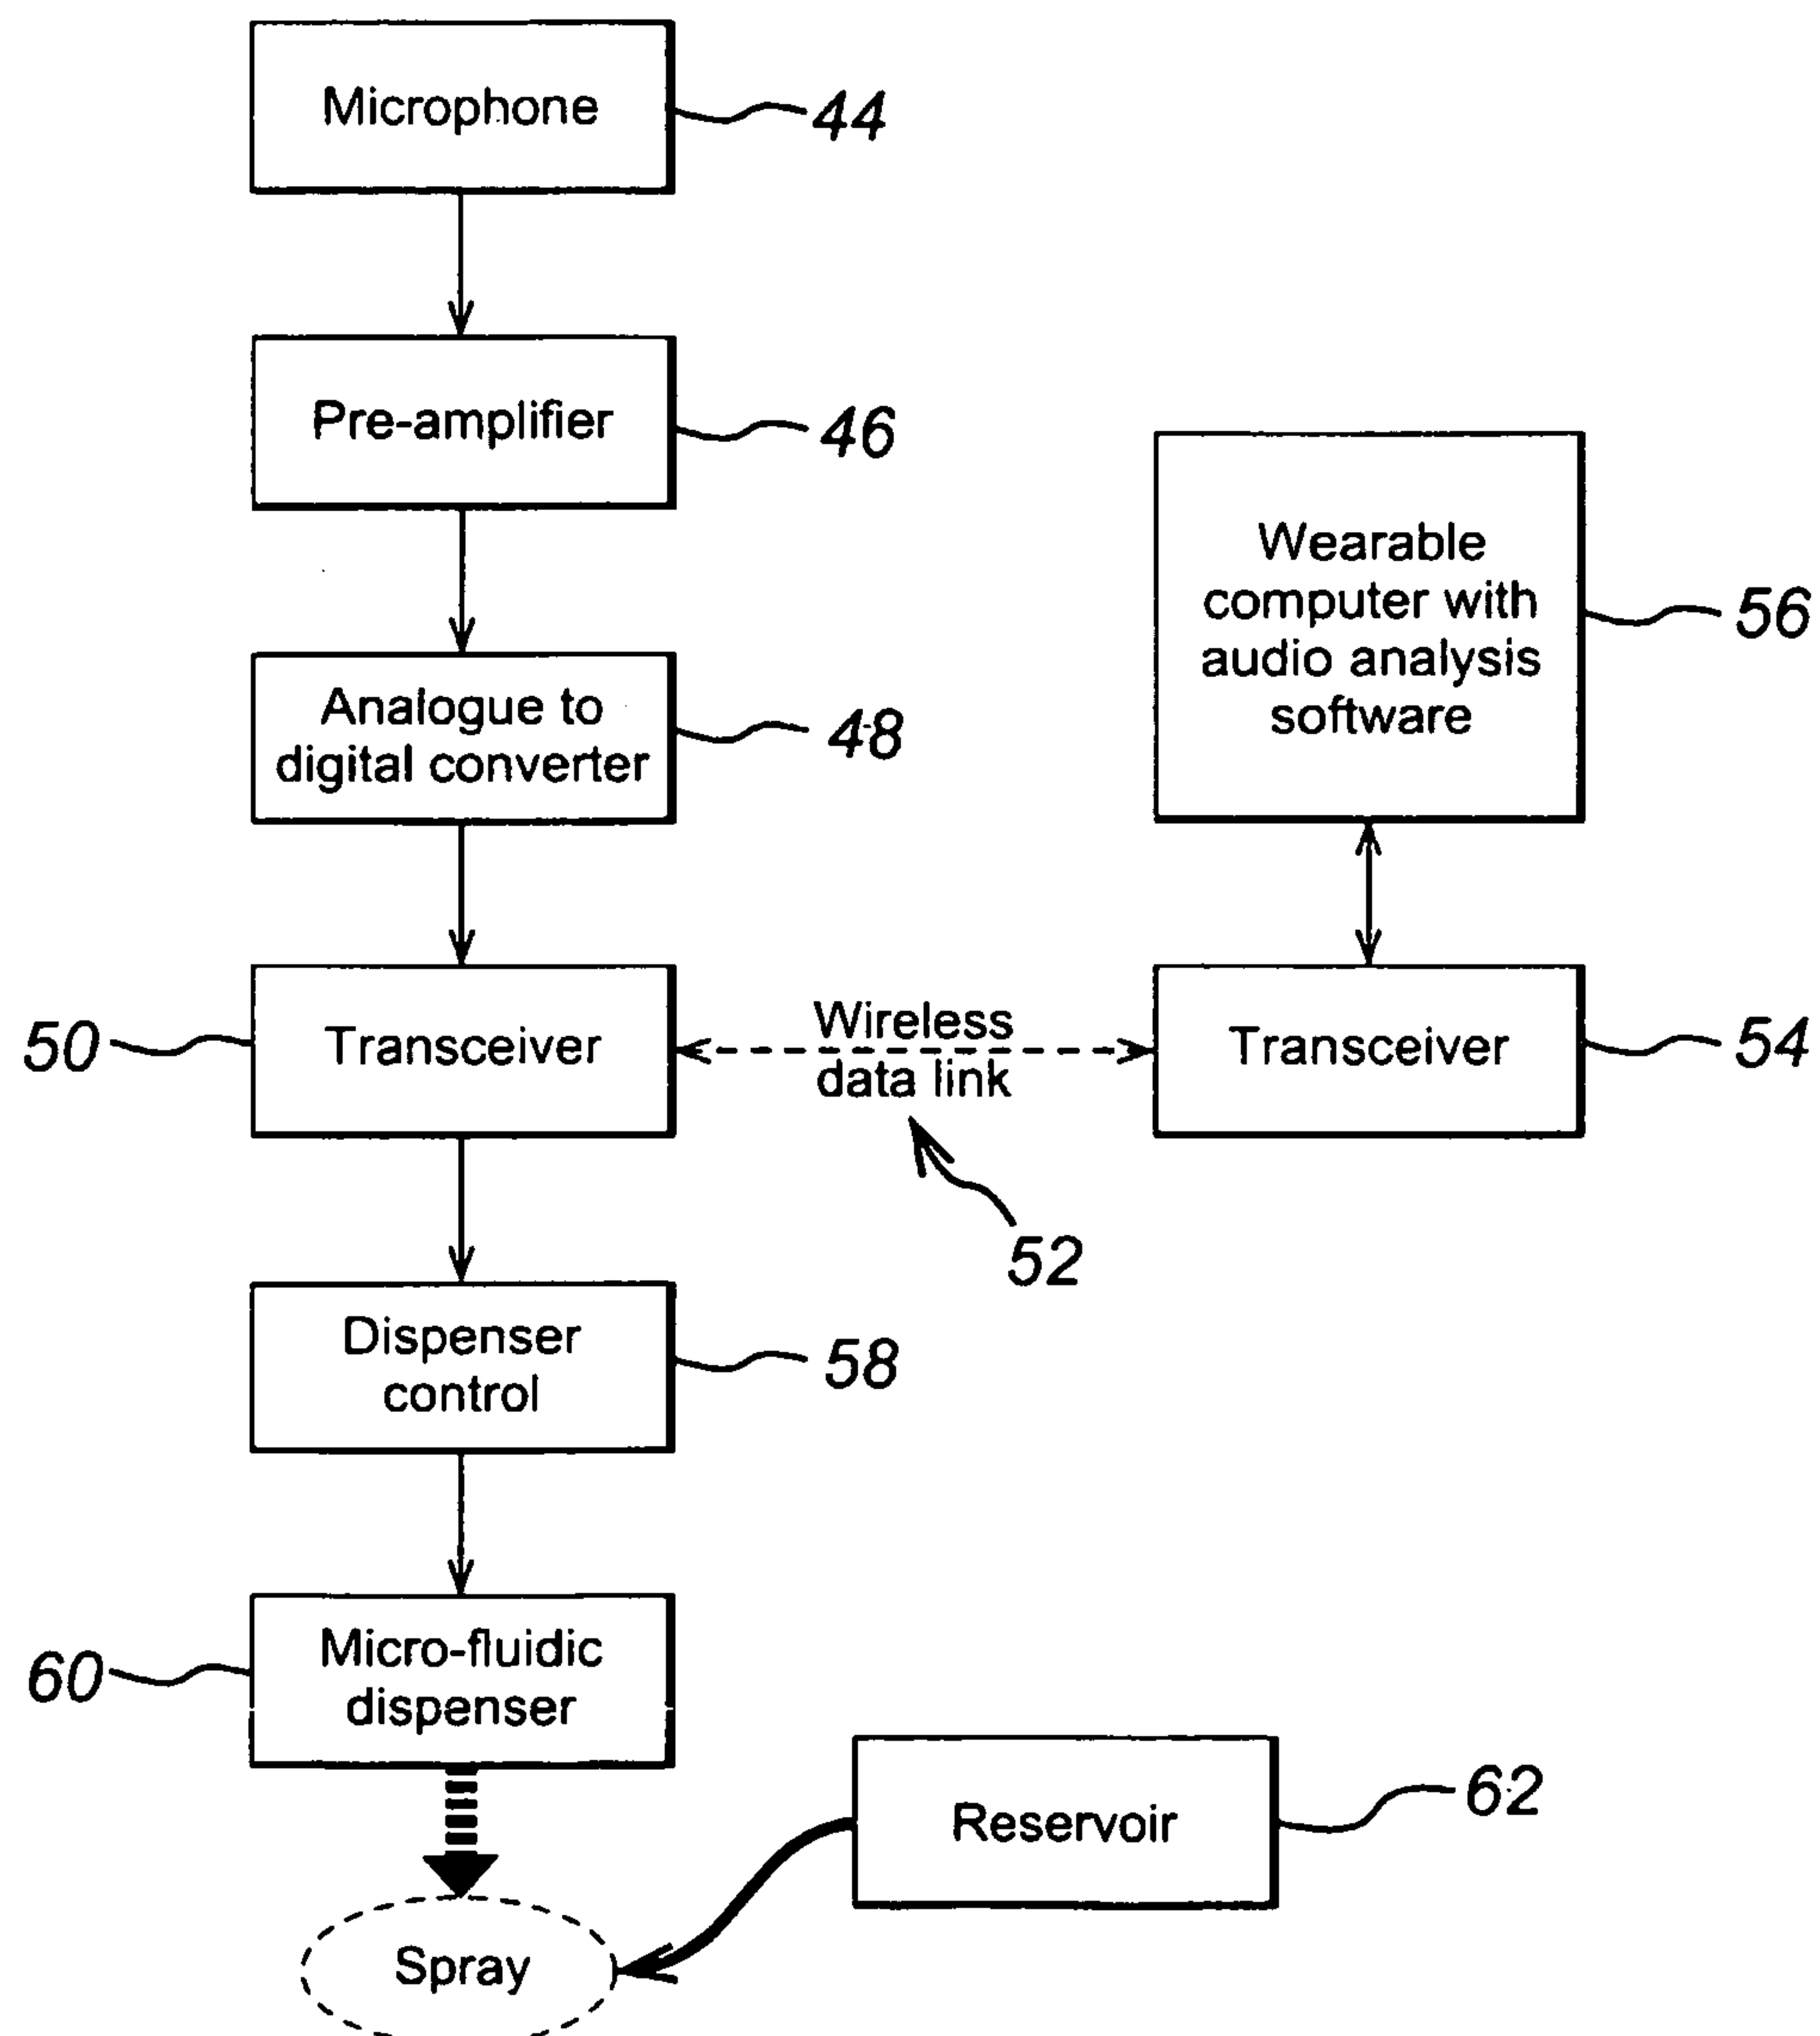 Microphone
44
Pre-amplifier
46
Analogue to
digital converter
48
Wearable
computer with
audio analysis
software
56
50
Transceiver
Wireless
data link
52
Transceiver
54
Dispenser
control
58
60
Micro-fluidic
dispenser
Reservoir
62
Spray